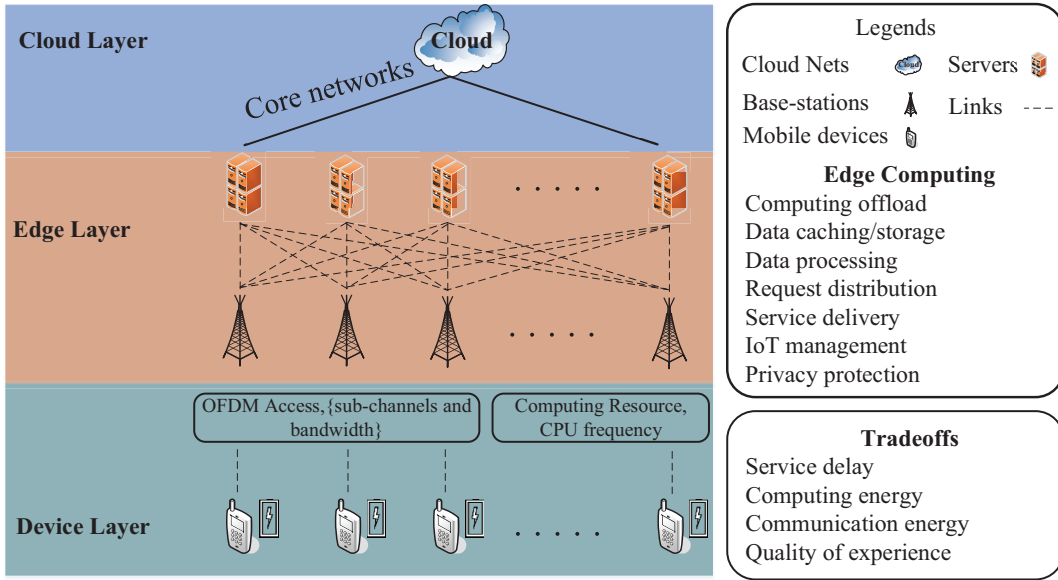 Cloud Layer
Cloud
Core networks
Edge Layer
OFDM Access,{sub-channels and
bandwidth}
Computing Resource,
CPU frequency
Device Layer
Legends
Cloud Nets
Cloud
Servers
Base-stations
Links
Mobile devices
Edge Computing
Computing offload
Data caching/storage
Data processing
Request distribution
Service delivery
IoT management
Privacy protection
Tradeoffs
Service delay
Computing energy
Communication energy
Quality of experience